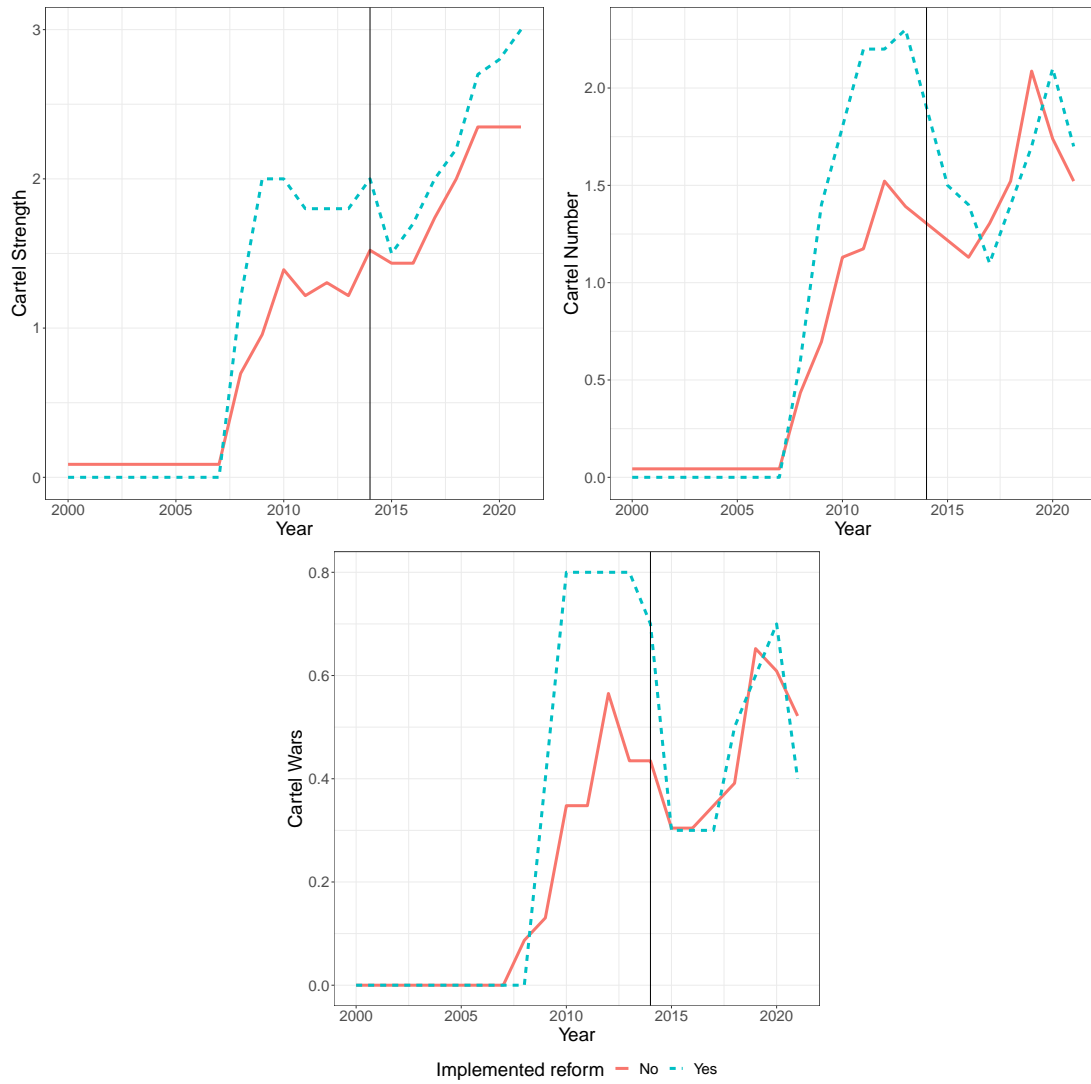 Cartel Strength
3
2
1
0
2000 2005 2010 2015 2020
Year
Cartel Number
2.0
1.5
1.0
0.5
0.0
2000 2005 2010 2015 2020
Year
Cartel Wars
0.8
0.6
0.4
0.2
0.0
2000 2005 2010 2015 2020
Year
Implemented reform No Yes